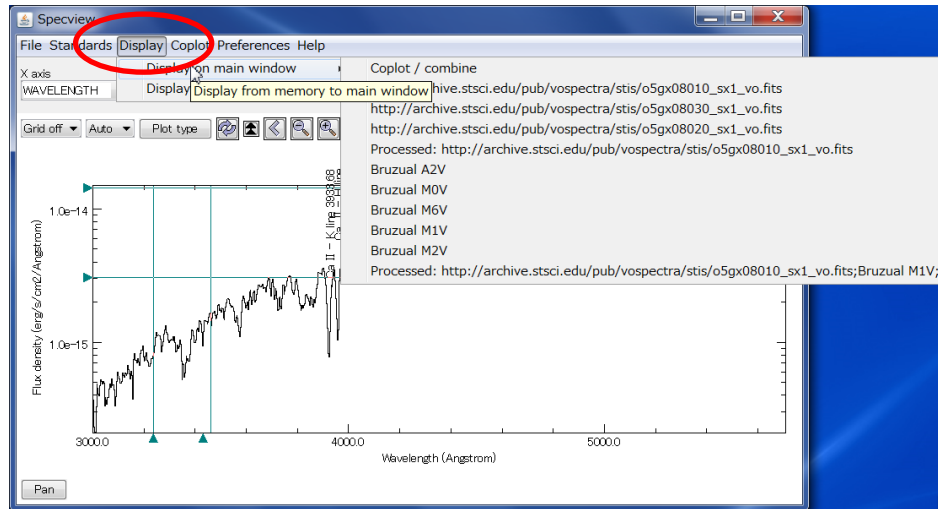 Specview
File Standards Display Coplot Preferences Help
X axis
WAVELENGTH
Display on main window
Display
Display from memory to main window
Coplot / combine
hive.stsci.edu/pub/vospectra/stis/o5gx08010_sx1_vo.fits
http://archive.stsci.edu/pub/vospectra/stis/o5gx08030_sx1_vo.fits
http://archive.stsci.edu/pub/vospectra/stis/o5gx08020_sx1_vo.fits
Processed: http://archive.stsci.edu/pub/vospectra/stis/o5gx08010_sx1_vo.fits
Bruzual A2V
Bruzual M0V
Bruzual M6V
Bruzual M1V
Bruzual M2V
Processed: http://archive.stsci.edu/pub/vospectra/stis/o5gx08010_sx1_vo.fits;Bruzual M1V;
Grid off Auto Plot type
Ca II - K line 3933.68
1.0e-14
1.0e-15
Flux density (erg/s/cm2/Angstrom)
3000.0 4000.0 5000.0
Wavelength (Angstrom)
Pan